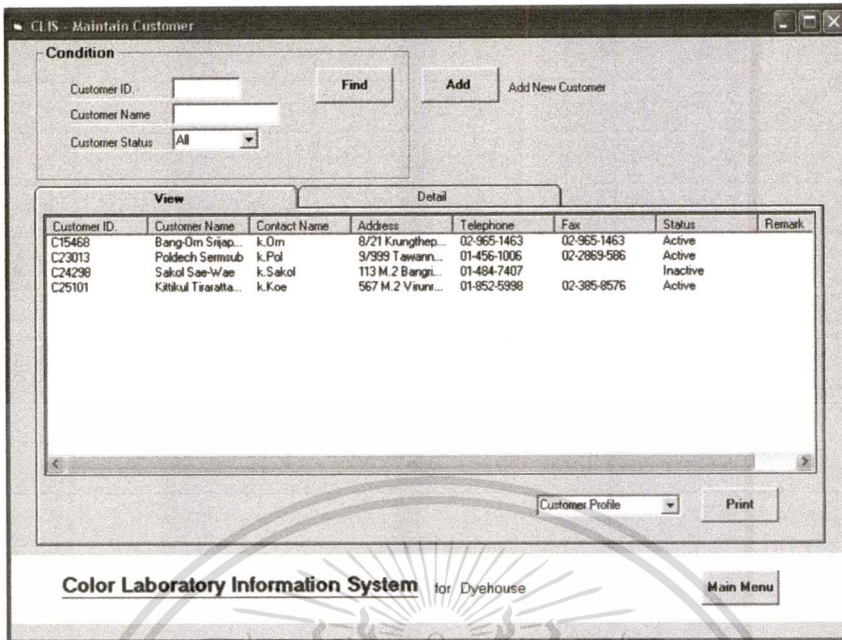 CLIS - Maintain Customer
Condition
Customer ID.
Find
Add
Add New Customer
Customer Name
Customer Status All
View
Detail
Customer ID. Customer Name Contact Name Address Telephone Fax Status Remark
C15468 Bang-Orn Srijap... k.Orn 8/21 Krungthep... 02-965-1463 02-965-1463 Active
C23013 Poldech Sermsub k.Pol 9/999 Tawann... 01-456-1006 02-2869-586 Active
C24298 Sakol Sae-Wae k.Sakol 113 M.2 Bangri... 01-484-7407 Inactive
C25101 Kittikul Tiraratta... k.Koe 567 M.2 Virunr... 01-852-5998 02-385-8576 Active
Customer Profile
Print
Color Laboratory Information System for Dyehouse
Main Menu